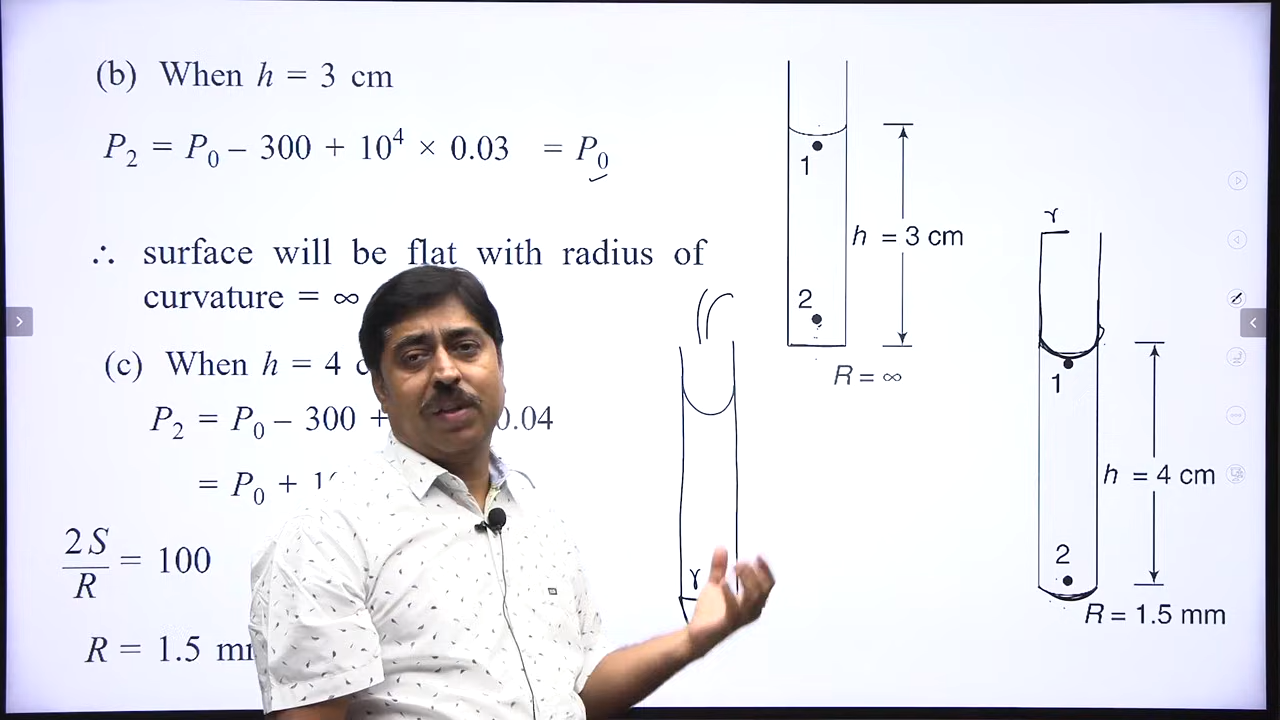 (b) When h = 3 cm
P₂ = P₀ – 300 + 10⁴ × 0.03 = P₀
∴ surface will be flat with radius of
curvature = ∞
(c) When h = 4
P₂ = P₀ – 300 + 0.04
= P₀ +
2S/R = 100
R = 1.5
1
h = 3 cm
2
R = ∞
r
r
1
h = 4 cm
2
R = 1.5 mm